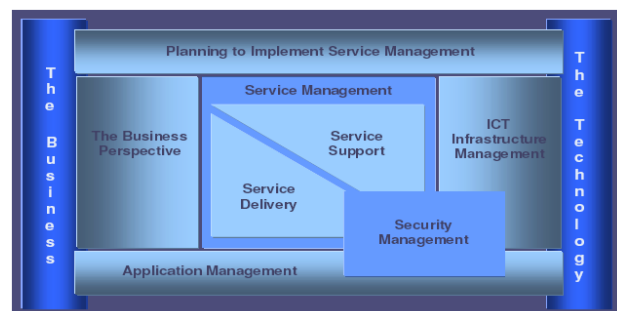 The Business
Planning to Implement Service Management
The Technology
The Business
Perspective
Service Management
Service
Support
Service
Delivery
ICT
Infrastructure
Management
Security
Management
Application Management